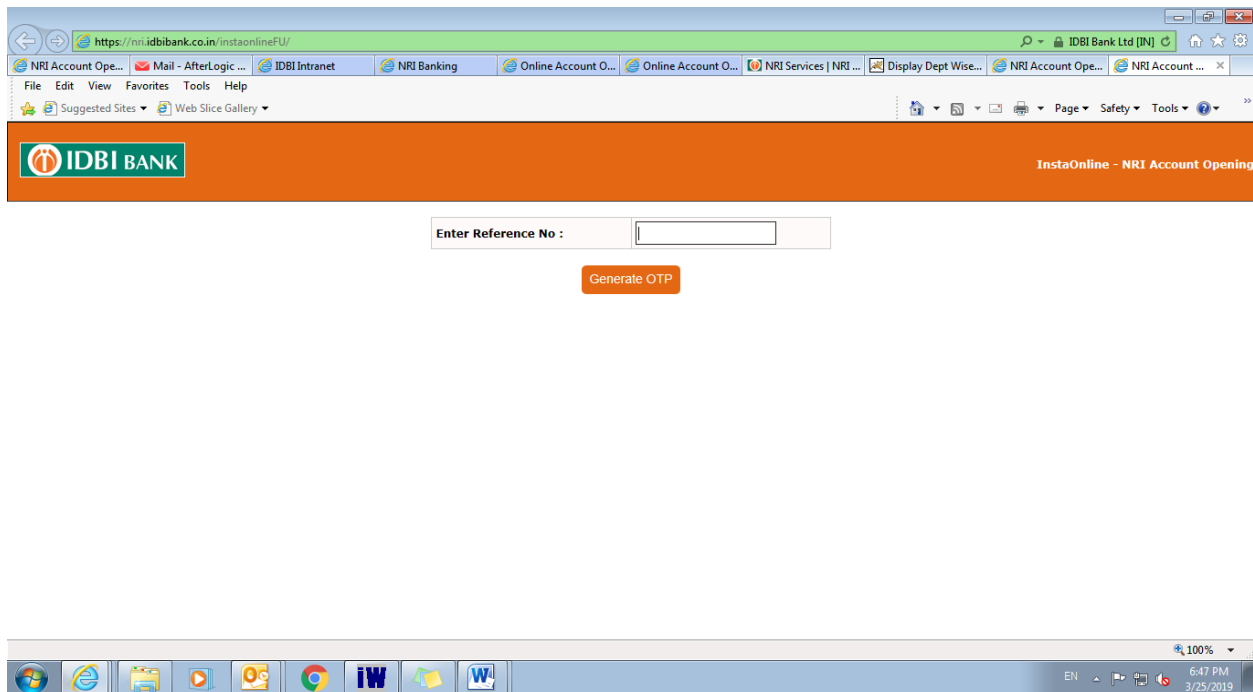 https://nri.idbibank.co.in/instaonlineFU/
IDBI Bank Ltd [IN]
NRI Account Ope...
Mail - AfterLogic ...
IDBI Intranet
NRI Banking
Online Account O...
Online Account O...
NRI Services | NRI ...
Display Dept Wise...
NRI Account Ope...
NRI Account ...
File Edit View Favorites Tools Help
Suggested Sites
Web Slice Gallery
Page Safety Tools
IDBI BANK
InstaOnline - NRI Account Opening
Enter Reference No :
Generate OTP
100%
iW
W
EN
6:47 PM
3/25/2019